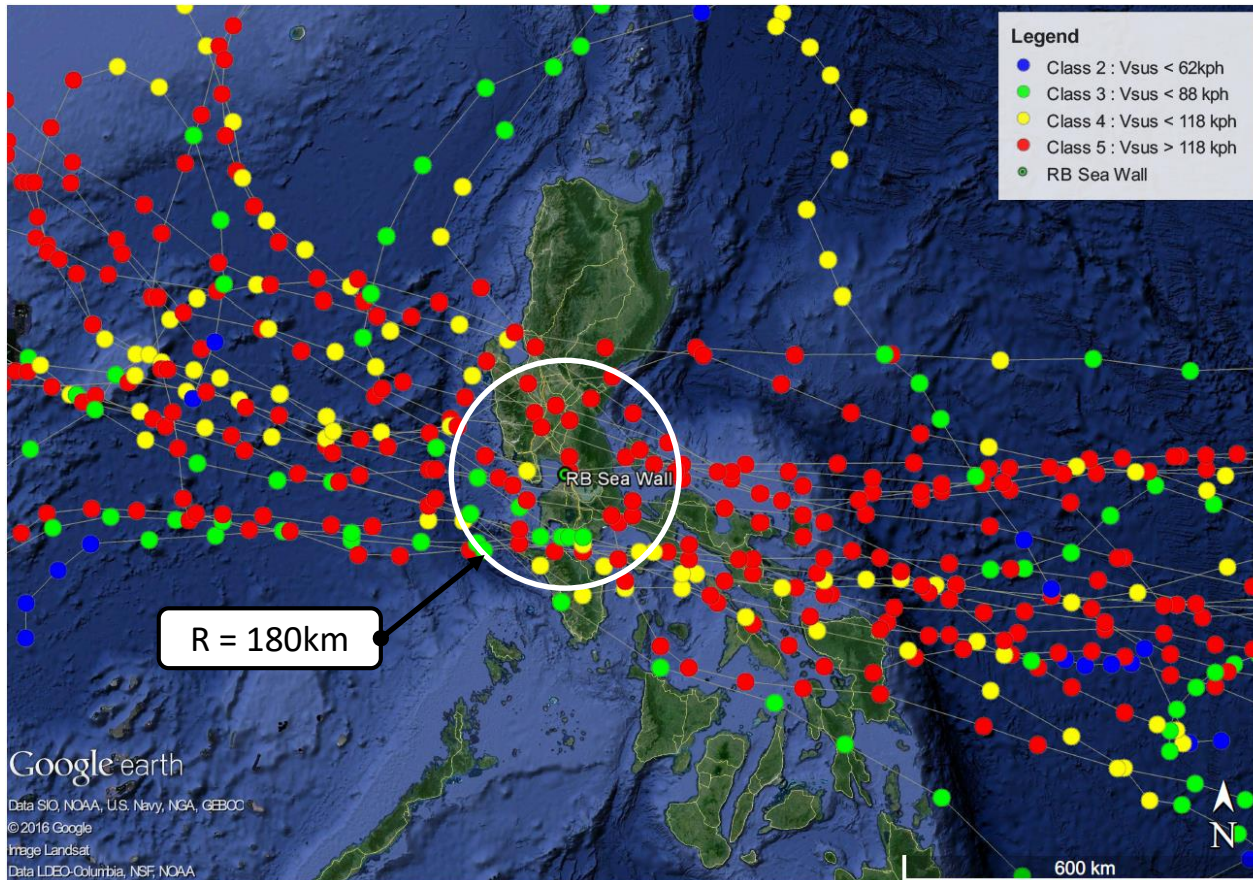 Legend
Class 2 : Vsus < 62kph
Class 3 : Vsus < 88 kph
Class 4 : Vsus < 118 kph
Class 5 : Vsus > 118 kph
RB Sea Wall
RB Sea Wall
R = 180km
Google earth
Data SIO, NOAA, U.S. Navy, NGA, GEBCO
© 2016 Google
Image Landsat
Data LDEO-Columbia, NSF, NOAA
N
600 km